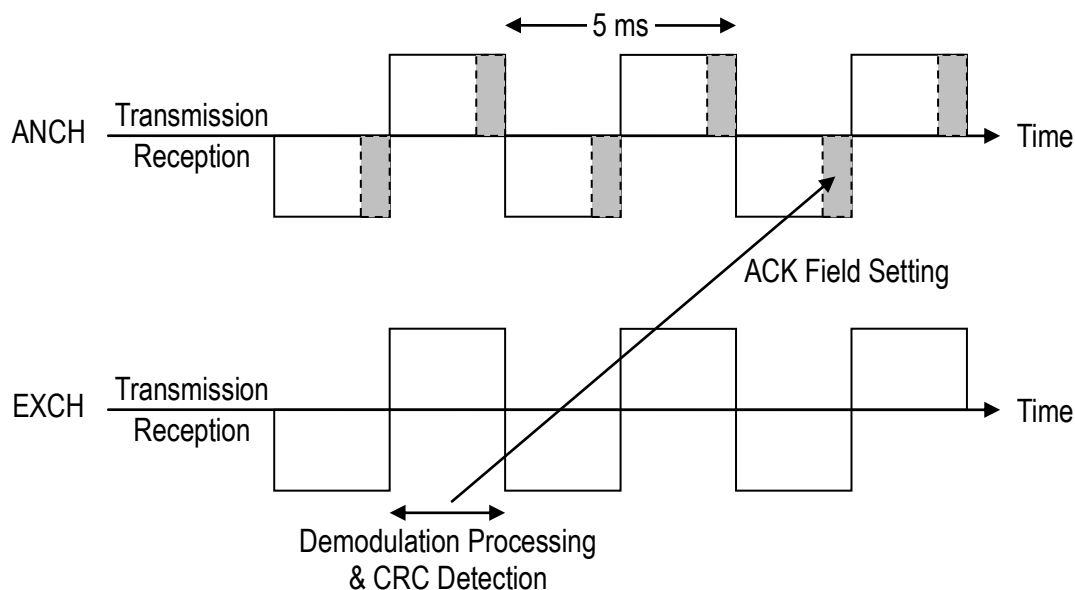 5 ms
ANCH
Transmission
Reception
Time
ACK Field Setting
EXCH
Transmission
Reception
Time
Demodulation Processing
& CRC Detection